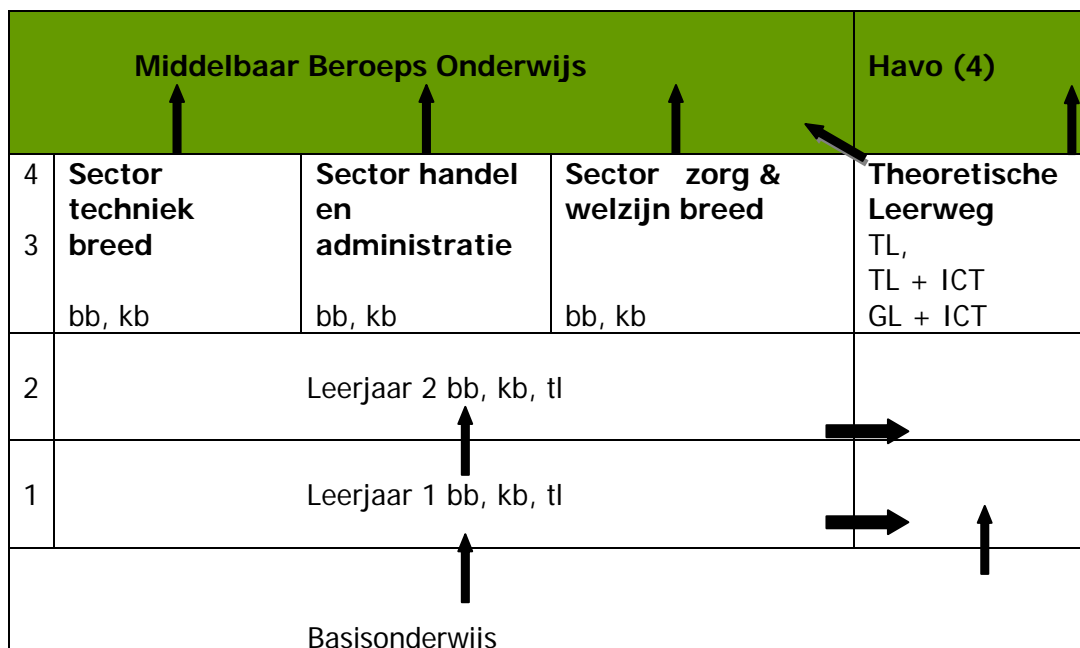 Middelbaar Beroeps Onderwijs
Havo (4)
4
3
Sector
techniek
breed
bb, kb
Sector handel
en
administratie
bb, kb
Sector zorg &
welzijn breed
bb, kb
Theoretische
Leerweg
TL,
TL + ICT
GL + ICT
2
Leerjaar 2 bb, kb, tl
1
Leerjaar 1 bb, kb, tl
Basisonderwijs